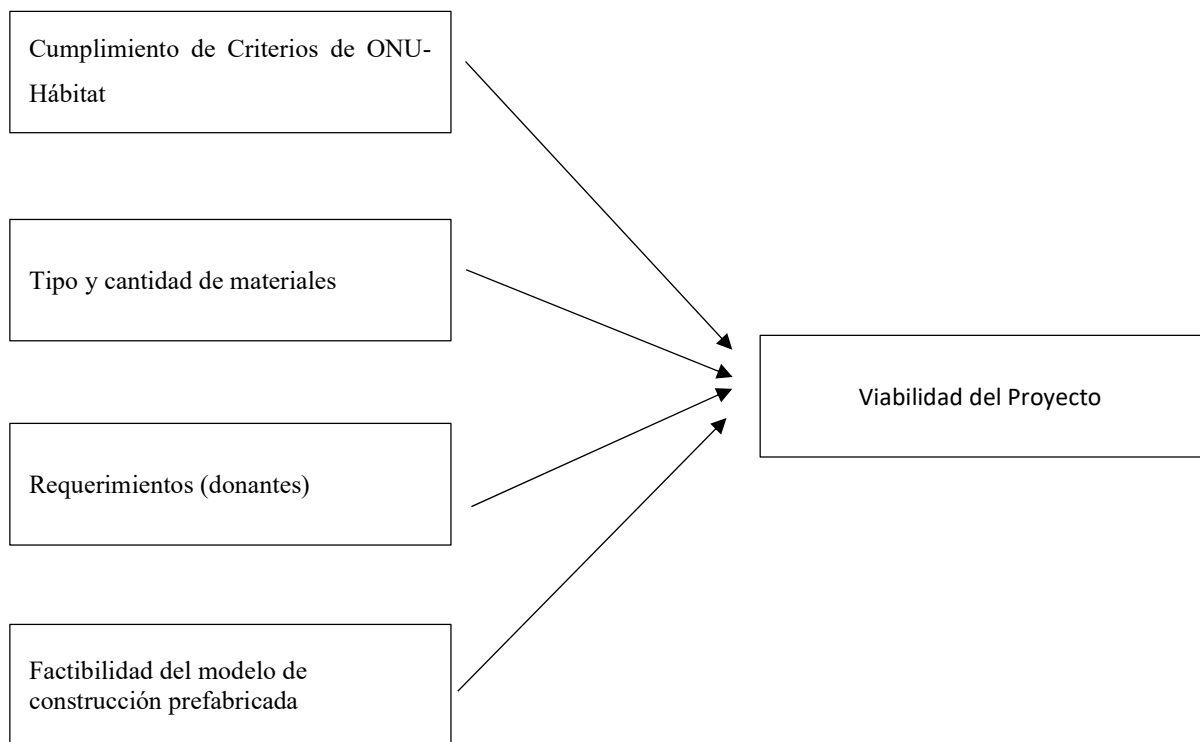 Cumplimiento de Criterios de ONU-
Hábitat
Tipo y cantidad de materiales
Viabilidad del Proyecto
Requerimientos (donantes)
Factibilidad del modelo de
construcción prefabricada